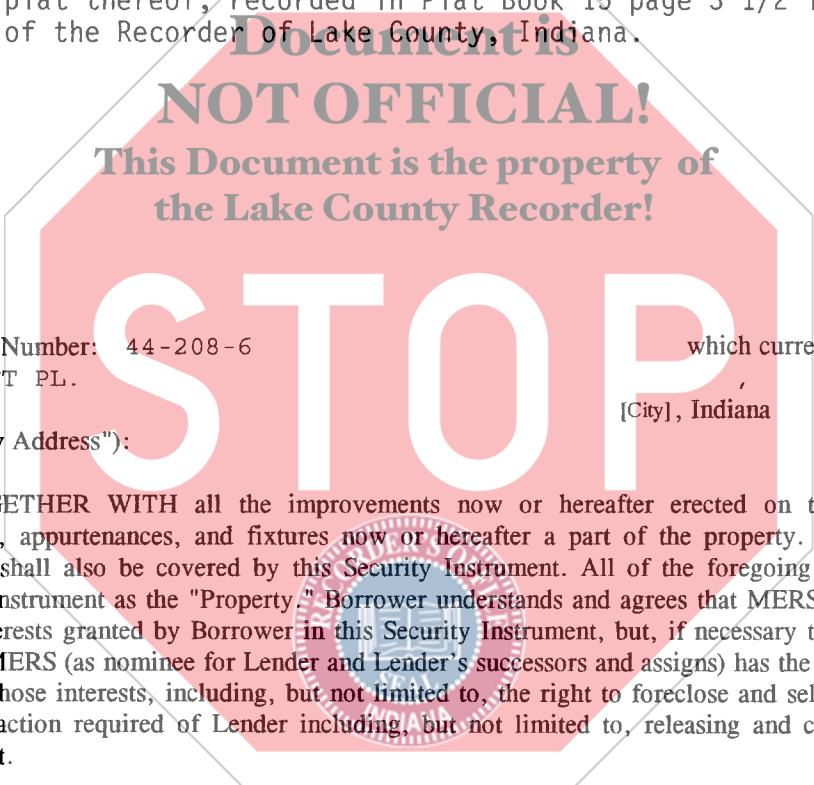 plat thereof, recorded in Plat Book 15 page 3 1/2
of the Recorder of Lake County, Indiana.
Document is
NOT OFFICIAL!
This Document is the property of
the Lake County Recorder!
STOP
Number: 44-208-6 which curre
T PL. ,
[City], Indiana
y Address"):
GETHER WITH all the improvements now or hereafter erected on t
, appurtenances, and fixtures now or hereafter a part of the property.
shall also be covered by this Security Instrument. All of the foregoing
nstrument as the "Property." Borrower understands and agrees that MERS
erests granted by Borrower in this Security Instrument, but, if necessary t
MERS (as nominee for Lender and Lender's successors and assigns) has the
hose interests, including, but not limited to, the right to foreclose and sel
action required of Lender including, but not limited to, releasing and c
t.
RECORDER'S OFFICE
SEAL
INDIANA